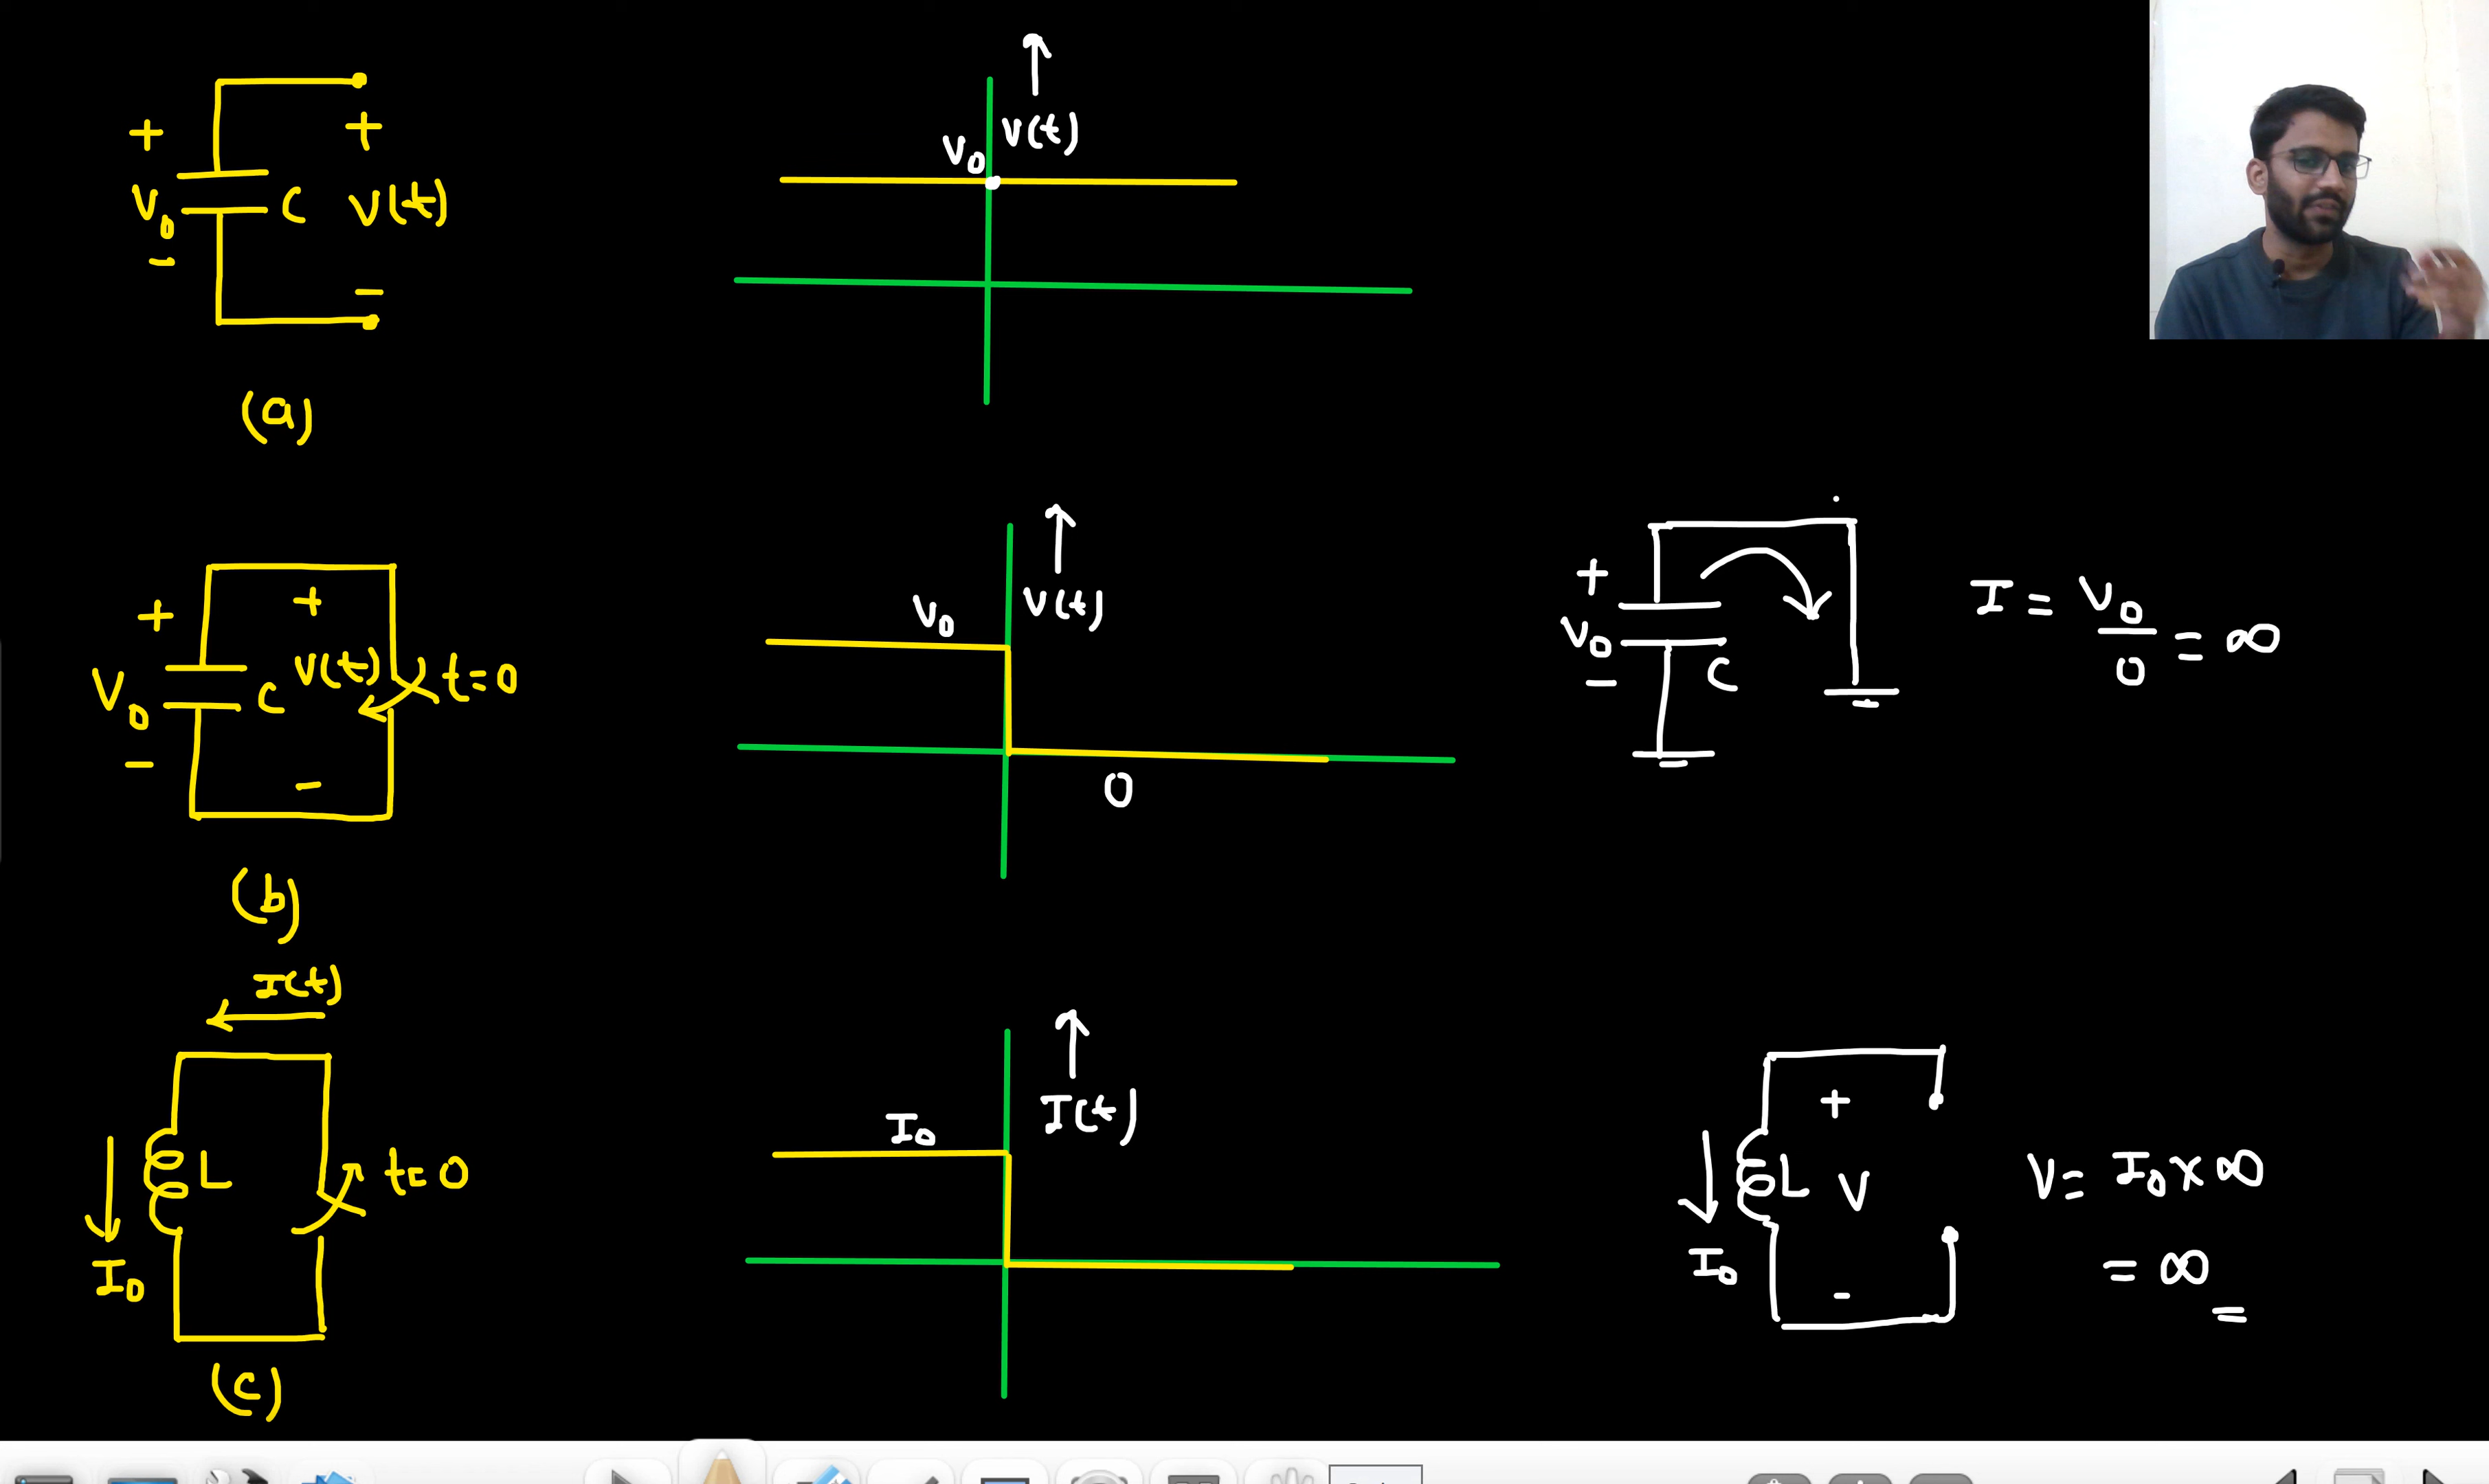 +
+
V₀
C
V(t)
-
-
(a)
V(t)
V₀
+
+
V₀
C
V(t)
t=0
-
-
(b)
V₀
V(t)
0
+
V₀
-
C
I = V₀/0 = ∞
I(t)
L
t=0
I₀
(c)
I₀
I(t)
+
L
V
I₀
-
V = I₀ x ∞
= ∞